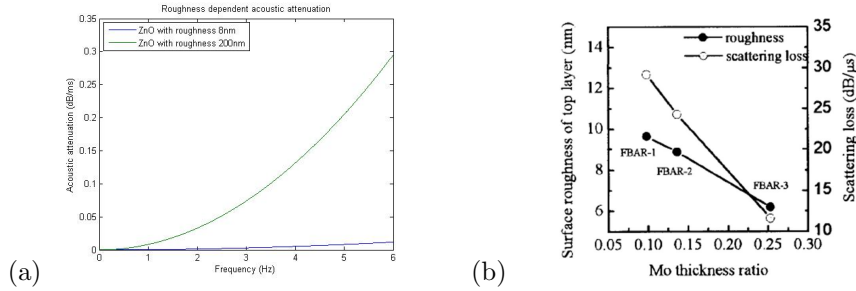 Roughness dependent acoustic attenuation
ZnO with roughness 8nm
ZnO with roughness 200nm
0.35
0.3
0.25
0.2
0.15
0.1
0.05
0
Acoustic attenuation (dB/ms)
0 1 2 3 4 5 6
Frequency (Hz)
(a)
roughness
scattering loss
14
12
10
8
6
Surface roughness of top layer (nm)
35
30
25
20
15
10
Scattering loss (dB/μs)
FBAR-1
FBAR-2
FBAR-3
0.05 0.10 0.15 0.20 0.25 0.30
Mo thickness ratio
(b)